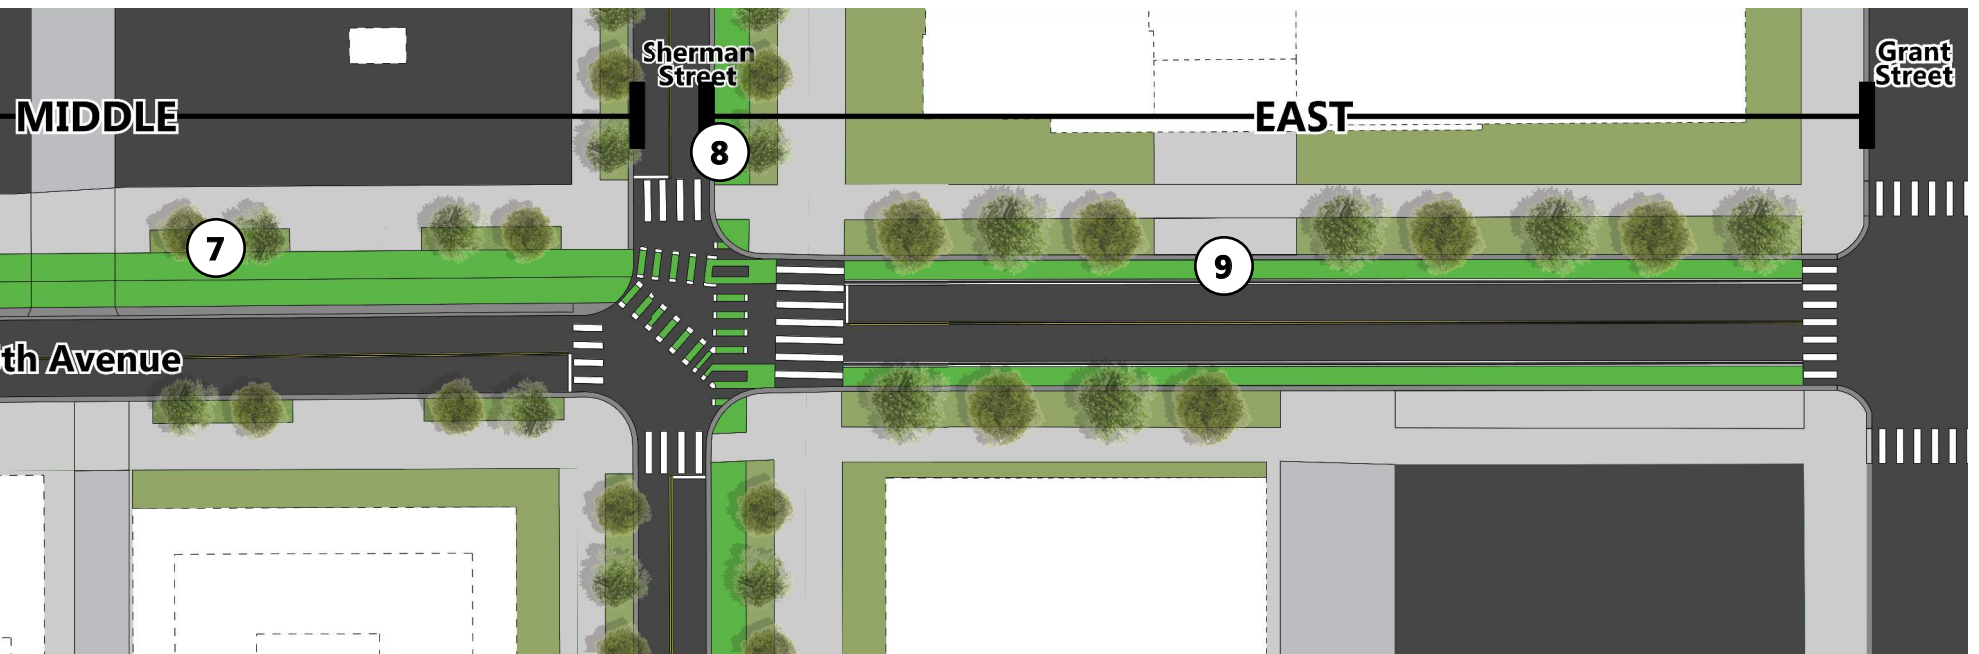 Sherman
Street
Grant
Street
MIDDLE
EAST
8
7
9
th Avenue